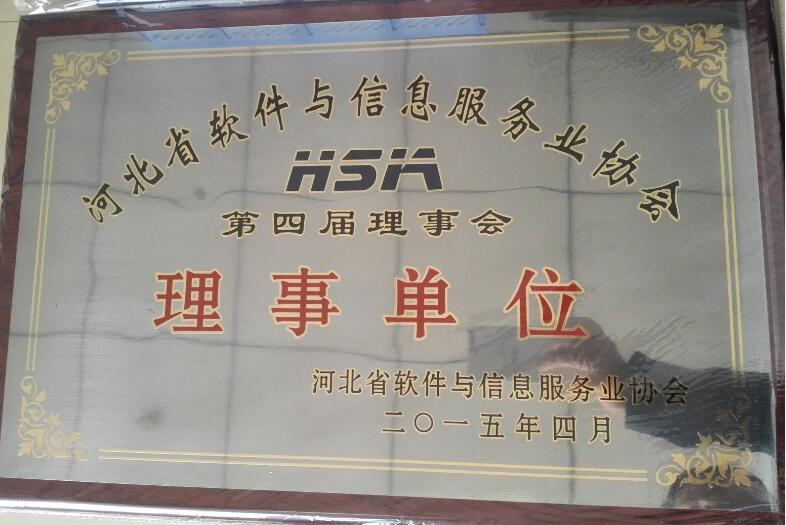 河北省软件与信息服务业协会
HSIA
第四届理事会
理事单位
河北省软件与信息服务业协会
二〇一五年四月